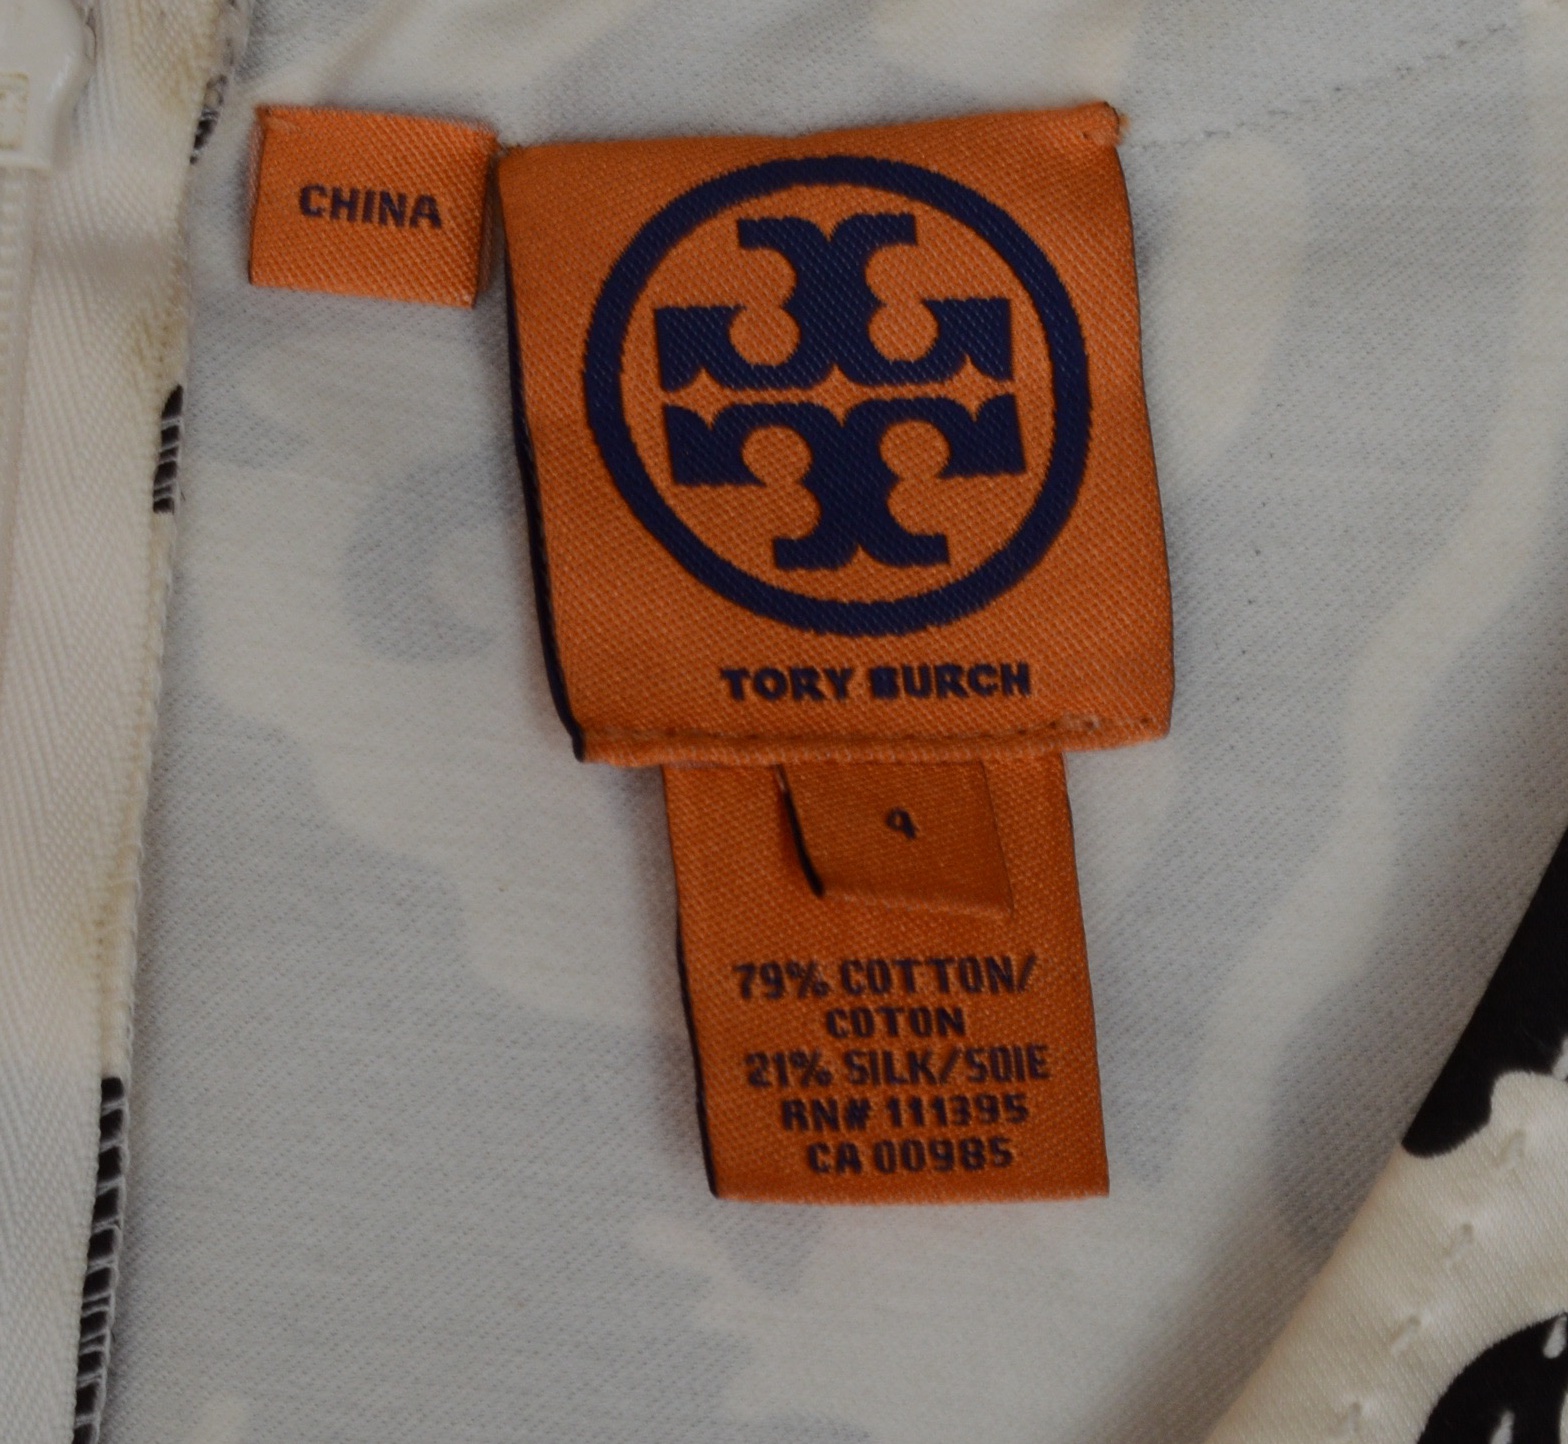 CHINA
TORY BURCH
4
79% COTTON/
COTON
21% SILK/SOIE
RN# 111395
CA 00985